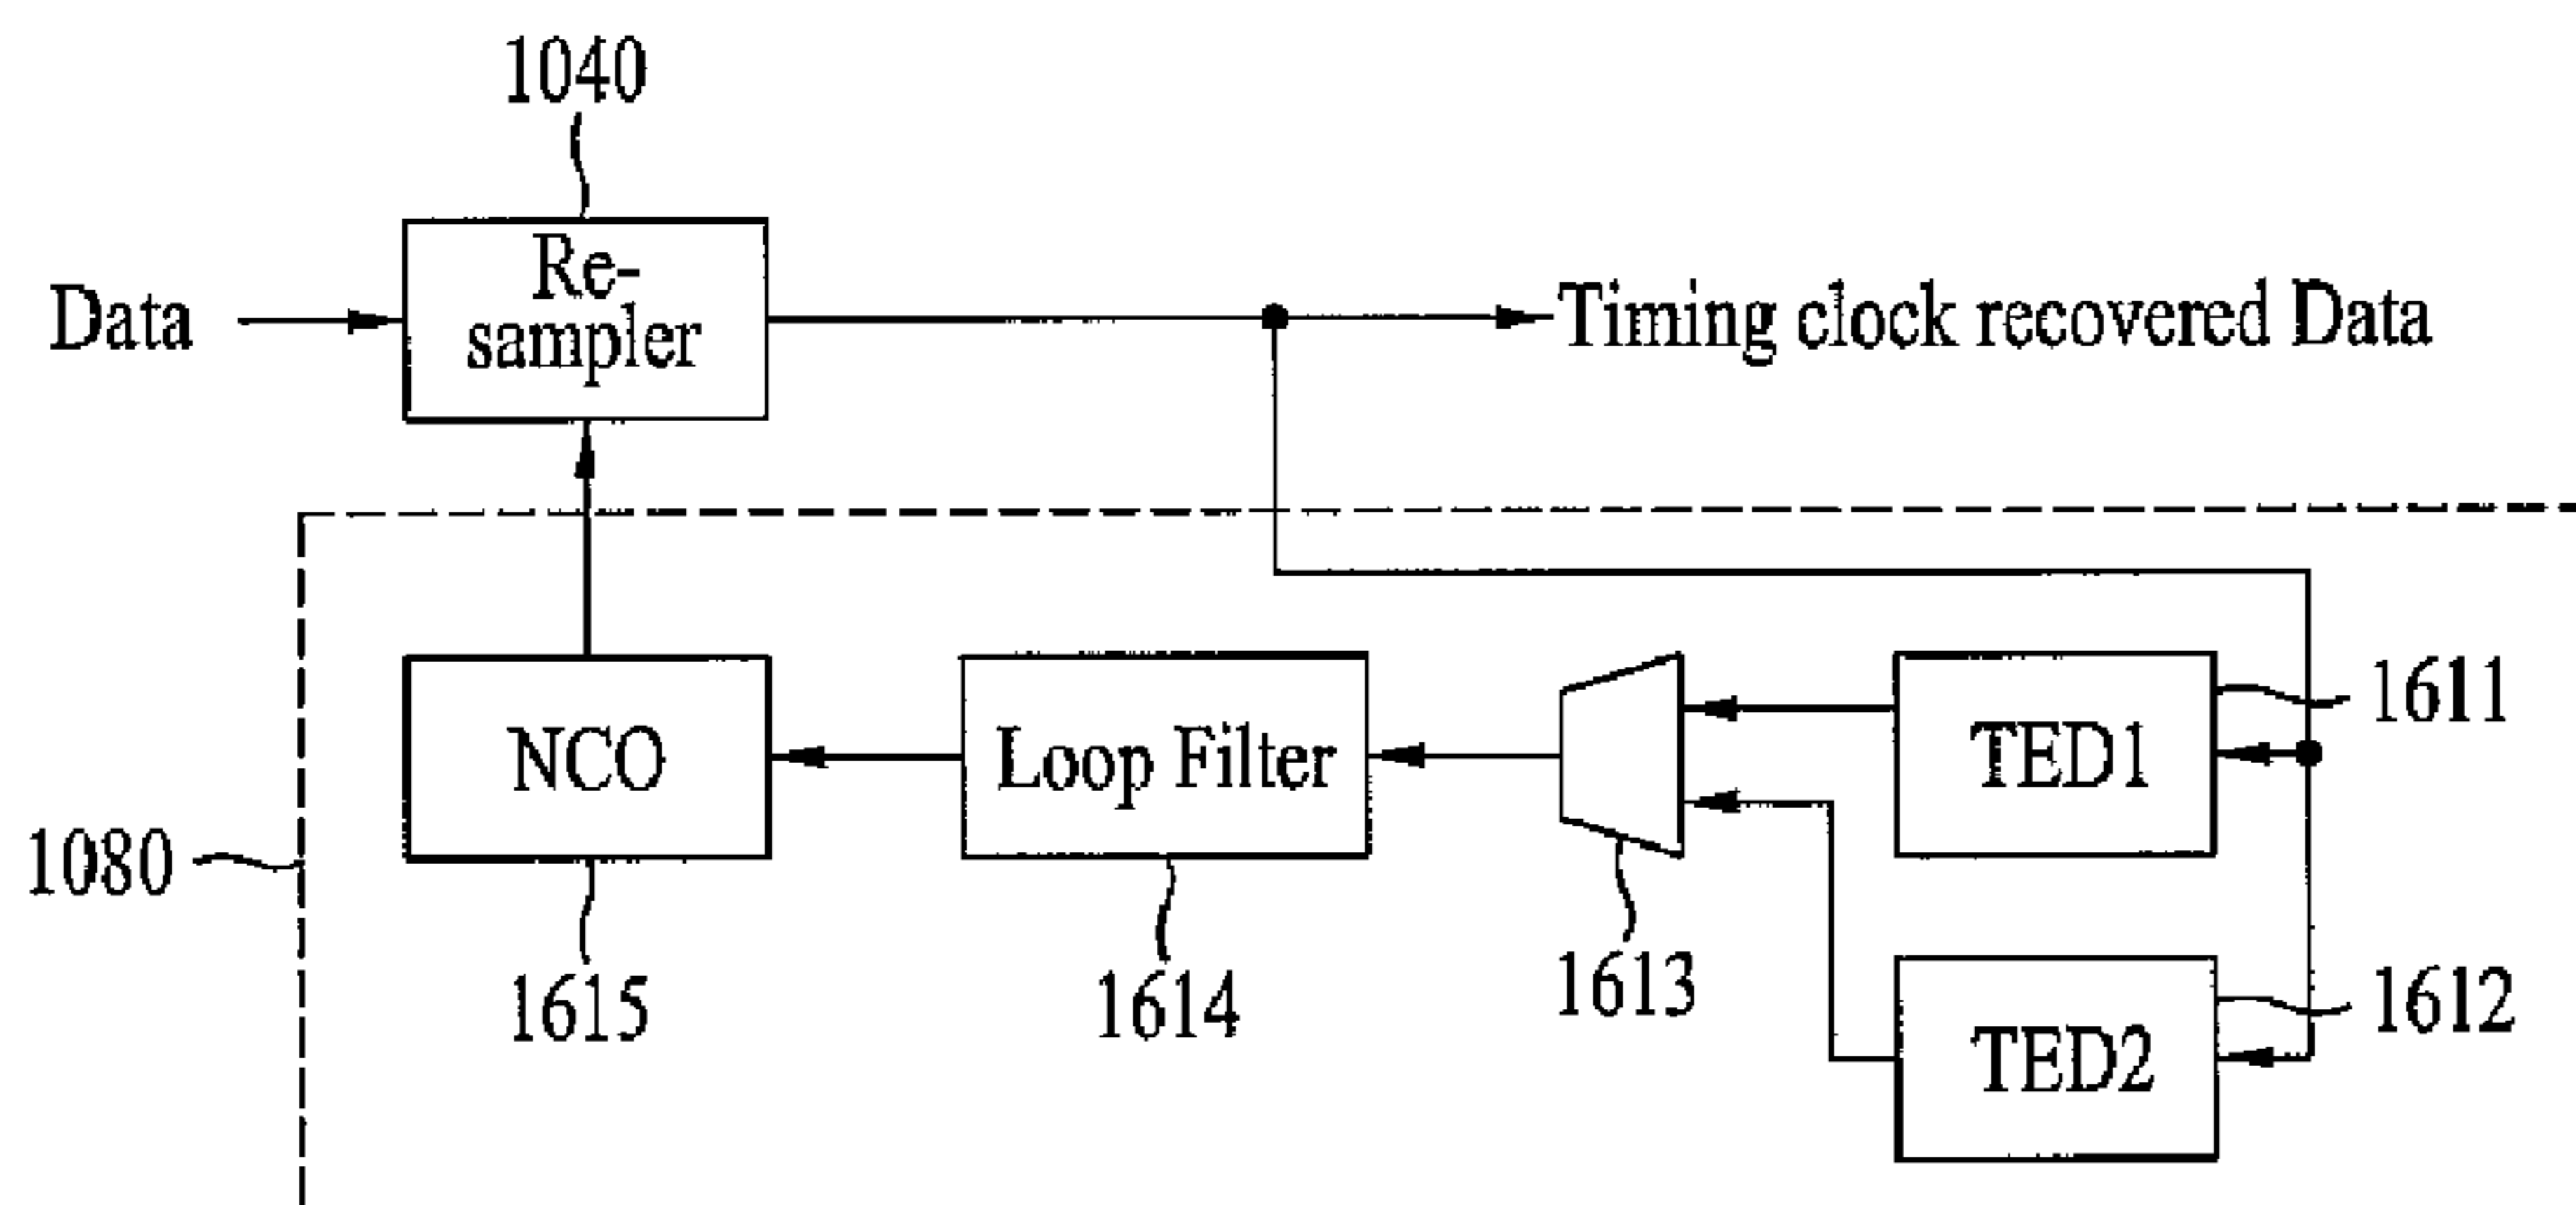 1040
Re-
sampler
Data
Timing clock recovered Data
NCO
Loop Filter
TED1
1611
1080
1615
1614
1613
TED2
1612